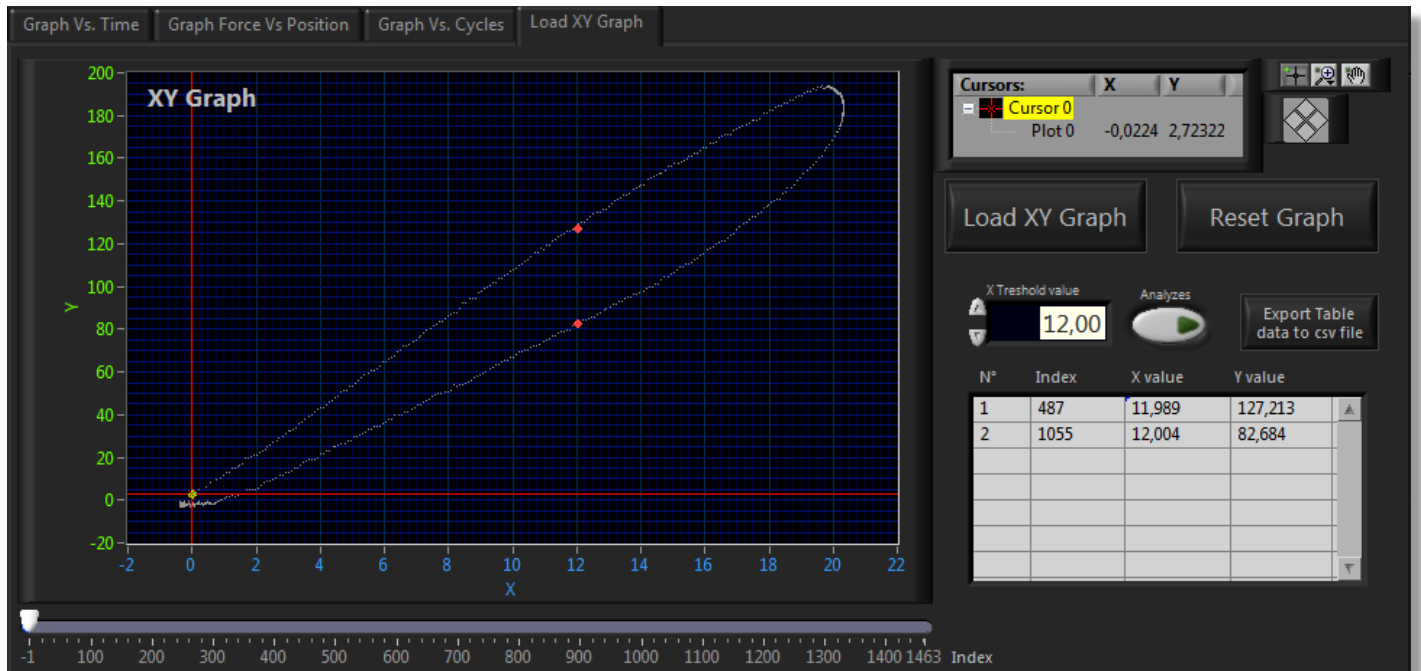 Graph Vs. Time Graph Force Vs Position Graph Vs. Cycles Load XY Graph
XY Graph
200
180
160
140
120
100
80
60
40
20
0
-20
Y
-2 0 2 4 6 8 10 12 14 16 18 20 22
X
Cursors: X Y
Cursor 0
Plot 0 -0,0224 2,72322
Load XY Graph Reset Graph
X Treshold value
12,00
Analyzes
Export Table
data to csv file
N° Index X value Y value
1 487 11,989 127,213
2 1055 12,004 82,684
-1 100 200 300 400 500 600 700 800 900 1000 1100 1200 1300 1400 1463 Index